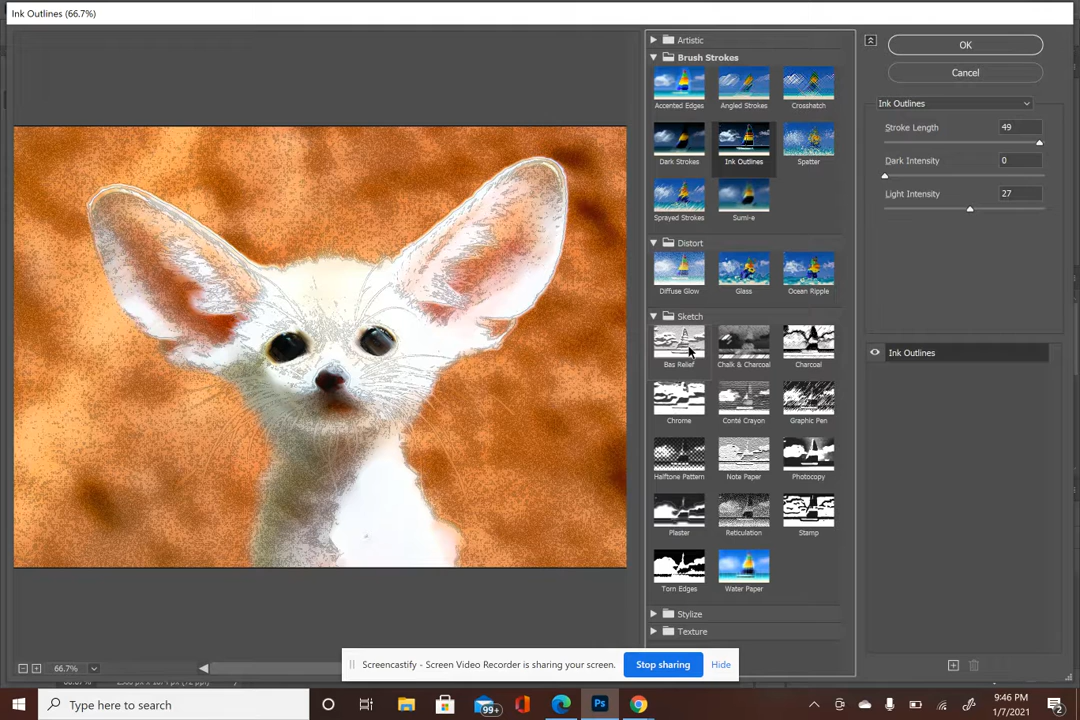 Ink Outlines (66.7%)
Artistic
Brush Strokes
Accented Edges
Angled Strokes
Crosshatch
Dark Strokes
Ink Outlines
Spatter
Sprayed Strokes
Sumi-e
Distort
Diffuse Glow
Glass
Ocean Ripple
Sketch
Bas Relief
Chalk & Charcoal
Charcoal
Chrome
Conté Crayon
Graphic Pen
Halftone Pattern
Note Paper
Photocopy
Plaster
Reticulation
Stamp
Torn Edges
Water Paper
Stylize
Texture
OK
Cancel
Ink Outlines
Stroke Length 49
Dark Intensity 0
Light Intensity 27
Ink Outlines
66.7%
Screencastify - Screen Video Recorder is sharing your screen. Stop sharing Hide
Type here to search
99+
Ps
9:46 PM
1/7/2021
2